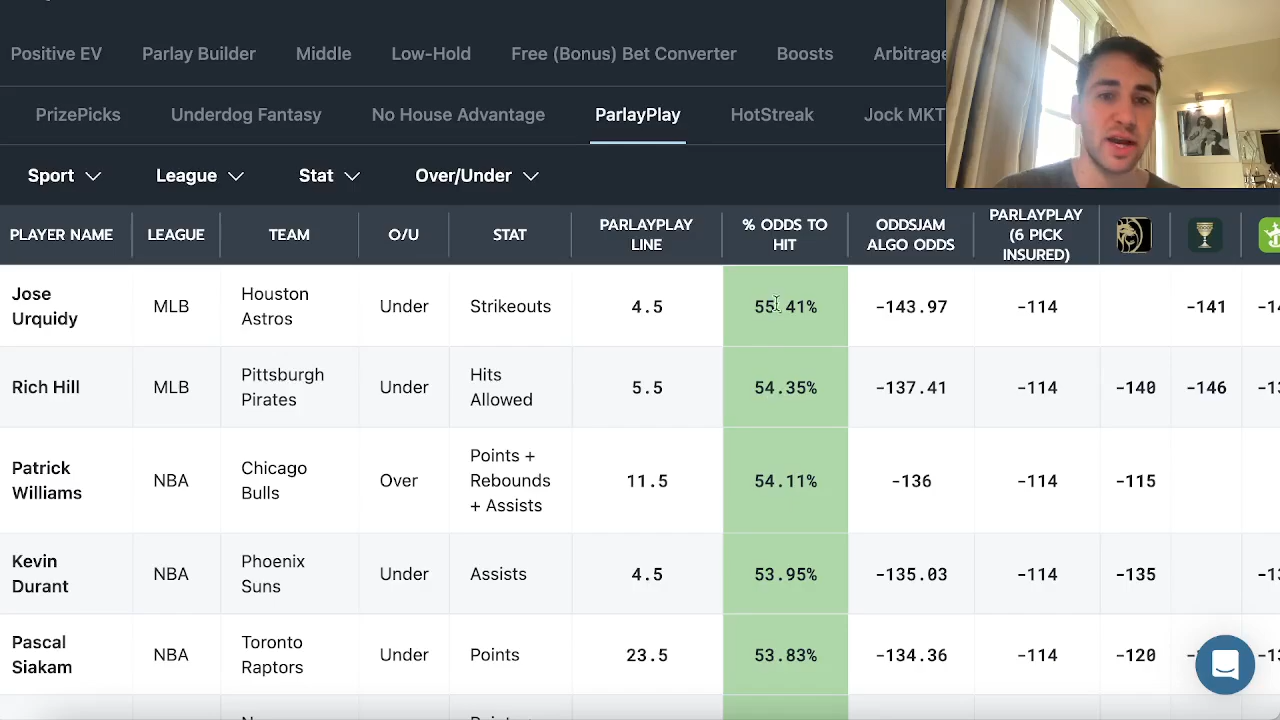 Positive EV Parlay Builder Middle Low-Hold Free (Bonus) Bet Converter Boosts Arbitrage
PrizePicks Underdog Fantasy No House Advantage ParlayPlay HotStreak Jock MKT
Sport League Stat Over/Under
PLAYER NAME LEAGUE TEAM O/U STAT PARLAYPLAY LINE % ODDS TO HIT ODDSJAM ALGO ODDS PARLAYPLAY (6 PICK INSURED)
Jose Urquidy MLB Houston Astros Under Strikeouts 4.5 55.41% -143.97 -114 -141
Rich Hill MLB Pittsburgh Pirates Under Hits Allowed 5.5 54.35% -137.41 -114 -140 -146
Patrick Williams NBA Chicago Bulls Over Points + Rebounds + Assists 11.5 54.11% -136 -114 -115
Kevin Durant NBA Phoenix Suns Under Assists 4.5 53.95% -135.03 -114 -135
Pascal Siakam NBA Toronto Raptors Under Points 23.5 53.83% -134.36 -114 -120